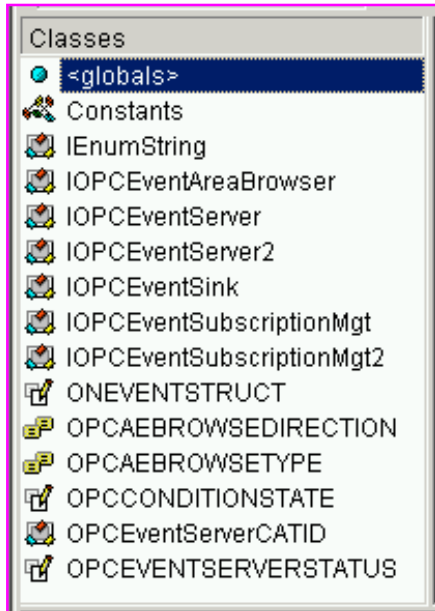 Classes
<globals>
Constants
IEnumString
IOPCEventAreaBrowser
IOPCEventServer
IOPCEventServer2
IOPCEventSink
IOPCEventSubscriptionMgt
IOPCEventSubscriptionMgt2
ONEVENTSTRUCT
OPCAEBROWSEDIRECTION
OPCAEBROWSETYPE
OPCCONDITIONSTATE
OPCEventServerCATID
OPCEVENTSERVERSTATUS